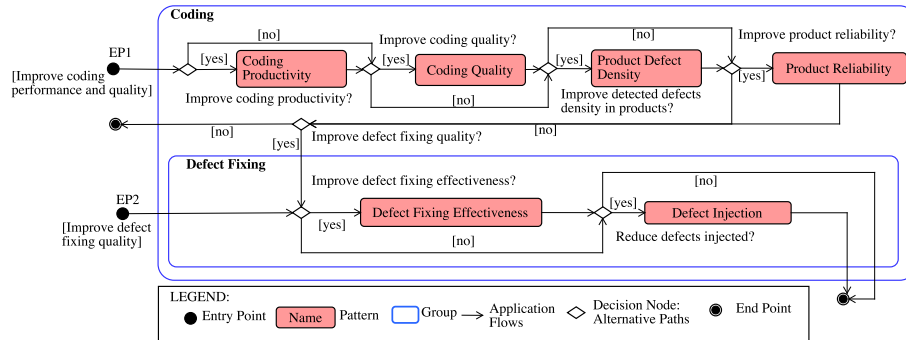 Coding
[no]
[no]
EP1
Improve coding quality?
Improve product reliability?
[yes]
Coding
Productivity
[yes]
Coding Quality
[yes]
Product Defect
Density
[yes]
Product Reliability
[Improve coding
performance and quality]
Improve coding productivity?
[no]
Improve detected defects
density in products?
[no]
Improve defect fixing quality?
[no]
[yes]
Defect Fixing
Improve defect fixing effectiveness?
[no]
EP2
[Improve defect
fixing quality]
[yes]
Defect Fixing Effectiveness
[yes]
Defect Injection
[no]
Reduce defects injected?
LEGEND:
Entry Point
Name
Pattern
Group
Application
Flows
Decision Node:
Alternative Paths
End Point